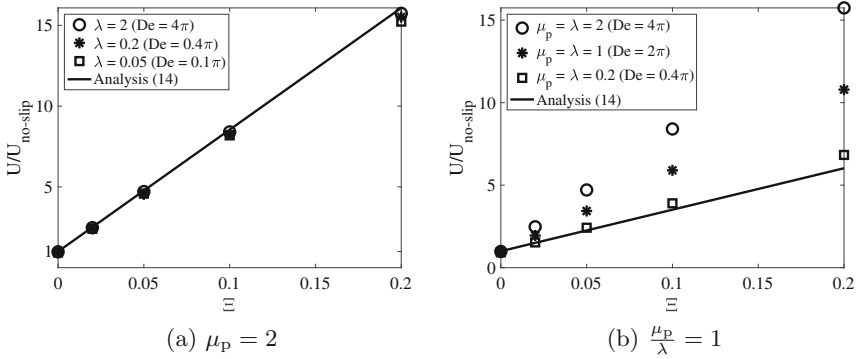 λ = 2 (De = 4π)
λ = 0.2 (De = 0.4π)
λ = 0.05 (De = 0.1π)
Analysis (14)
15
10
5
1
U/U_no-slip
0 0.05 0.1 0.15 0.2
Ξ
(a) μ_p = 2
μ_p = λ = 2 (De = 4π)
μ_p = λ = 1 (De = 2π)
μ_p = λ = 0.2 (De = 0.4π)
Analysis (14)
15
10
5
0
U/U_no-slip
0 0.05 0.1 0.15 0.2
Ξ
(b) μ_p/λ = 1